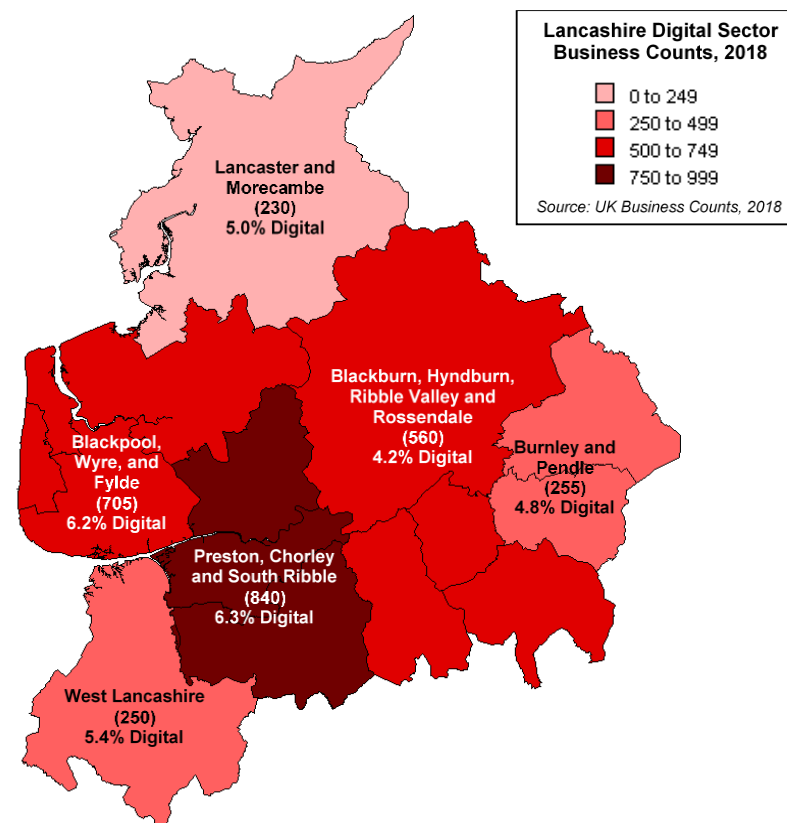 Lancashire Digital Sector
Business Counts, 2018
0 to 249
250 to 499
500 to 749
750 to 999
Source: UK Business Counts, 2018
Lancaster and
Morecambe
(230)
5.0% Digital
Blackburn, Hyndburn,
Ribble Valley and
Rossendale
(560)
4.2% Digital
Blackpool,
Wyre, and
Fylde
(705)
6.2% Digital
Burnley and
Pendle
(255)
4.8% Digital
Preston, Chorley
and South Ribble
(840)
6.3% Digital
West Lancashire
(250)
5.4% Digital